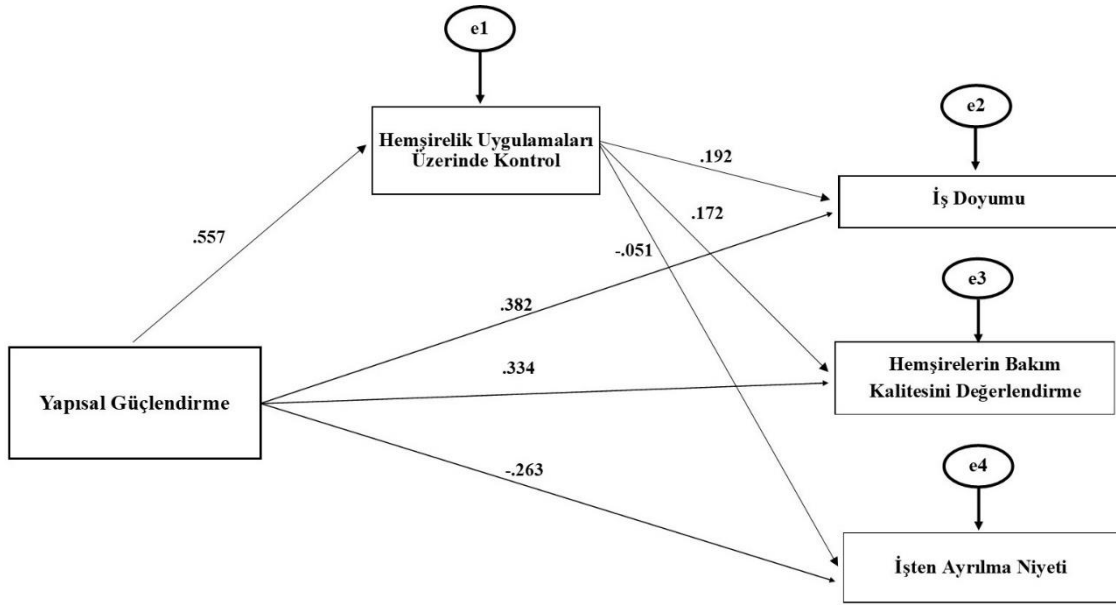 e1
Hemşirelik Uygulamaları
Üzerinde Kontrol
e2
.192
İş Doyumu
.172
.557
-.051
e3
.382
.334
Hemşirelerin Bakım
Kalitesini Değerlendirme
Yapısal Güçlendirme
-.263
e4
İşten Ayrılma Niyeti